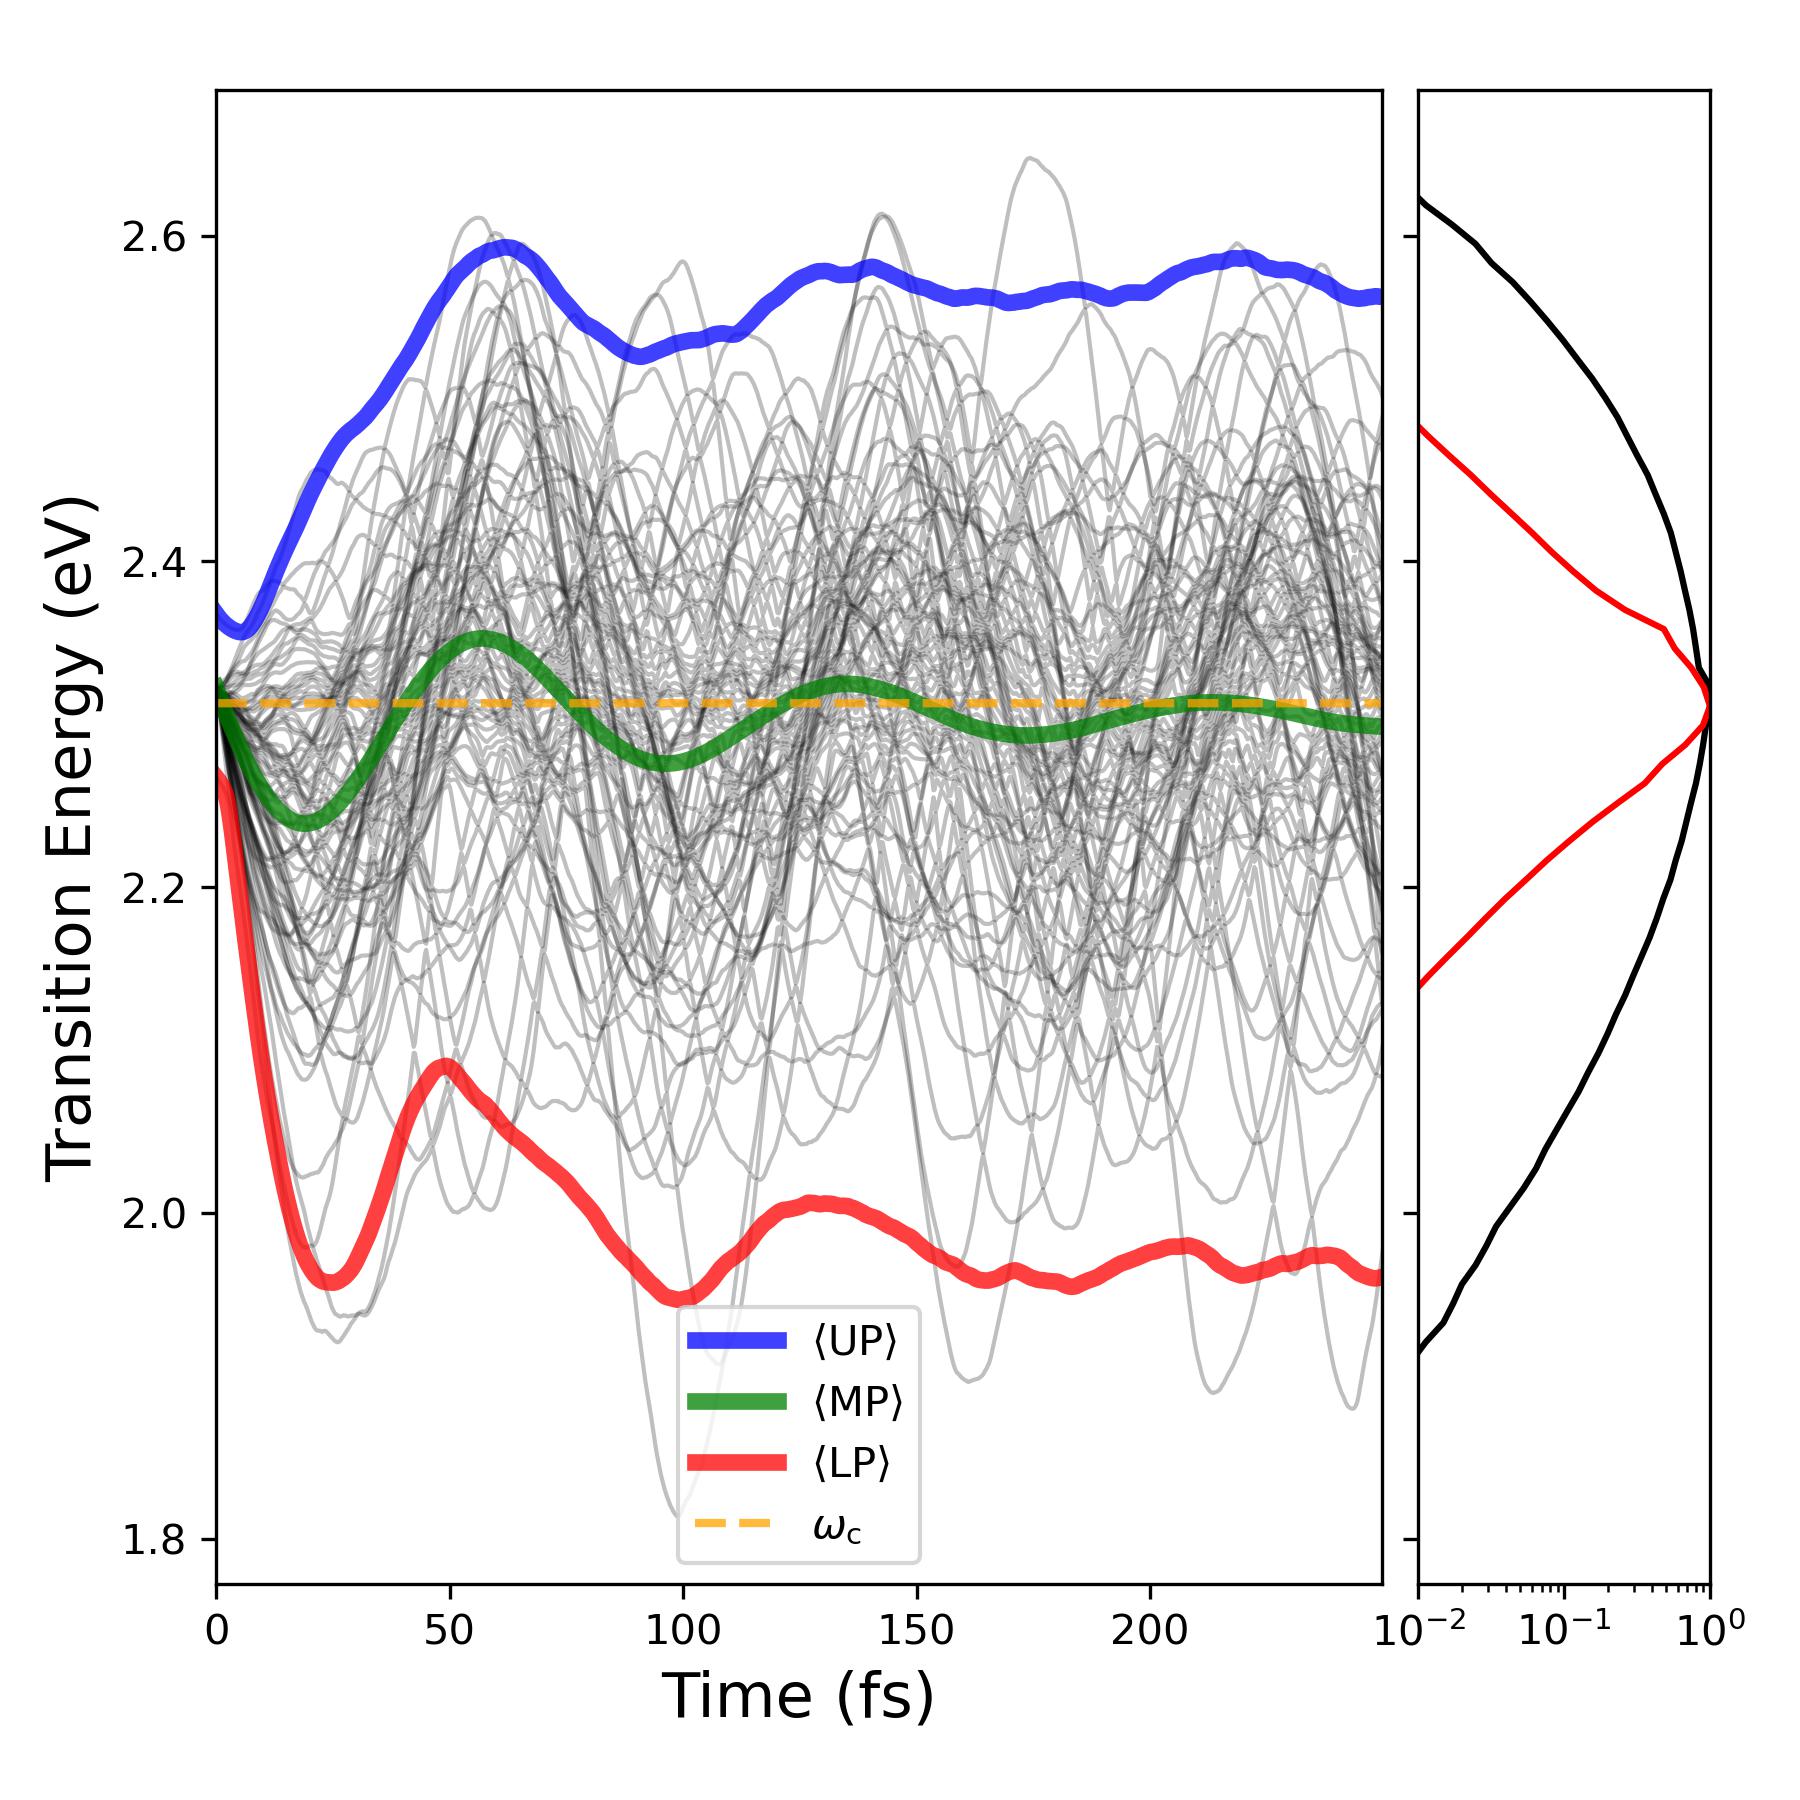 Transition Energy (eV)
2.6
2.4
2.2
2.0
1.8
⟨UP⟩
⟨MP⟩
⟨LP⟩
ω_c
0 50 100 150 200
10⁻² 10⁻¹ 10⁰
Time (fs)